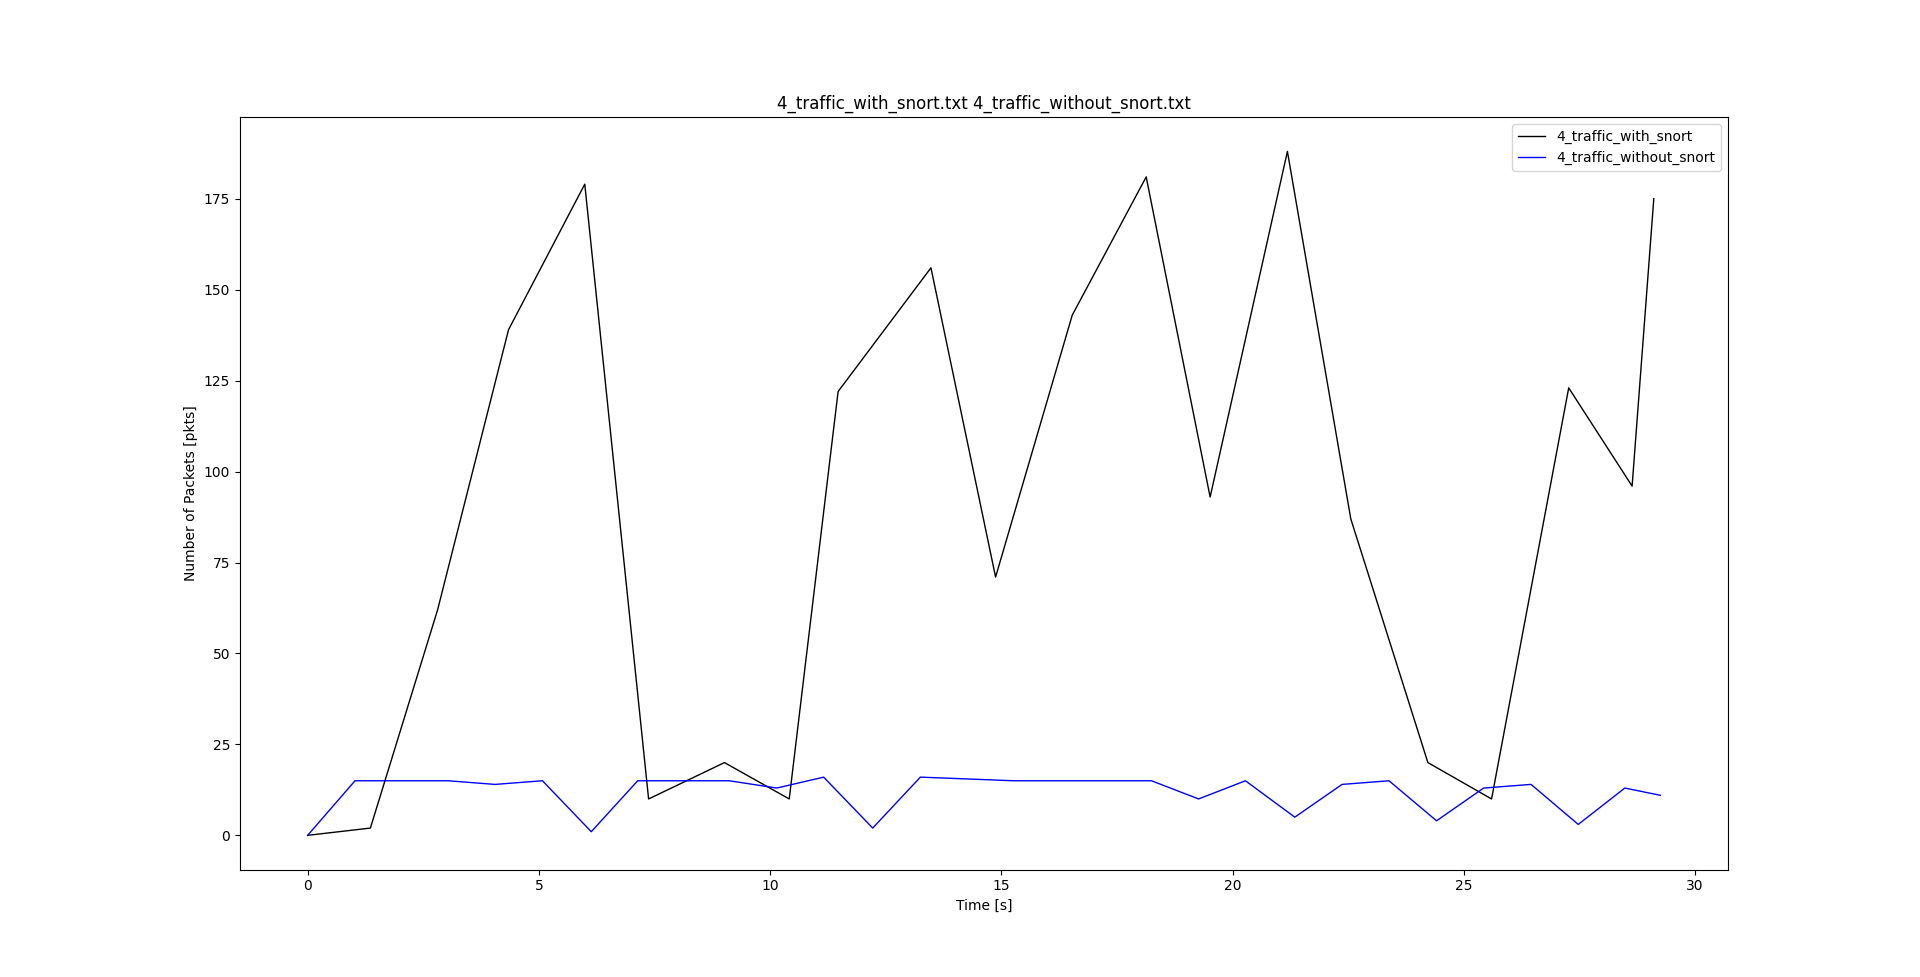 4_traffic_with_snort.txt 4_traffic_without_snort.txt
4_traffic_with_snort
4_traffic_without_snort
175
150
125
100
75
50
25
0
Number of Packets [pkts]
0 5 10 15 20 25 30
Time [s]